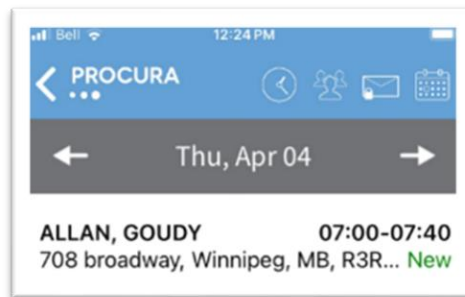 Bell 12:24 PM
PROCURA
Thu, Apr 04
ALLAN, GOUDY 07:00-07:40
708 broadway, Winnipeg, MB, R3R... New